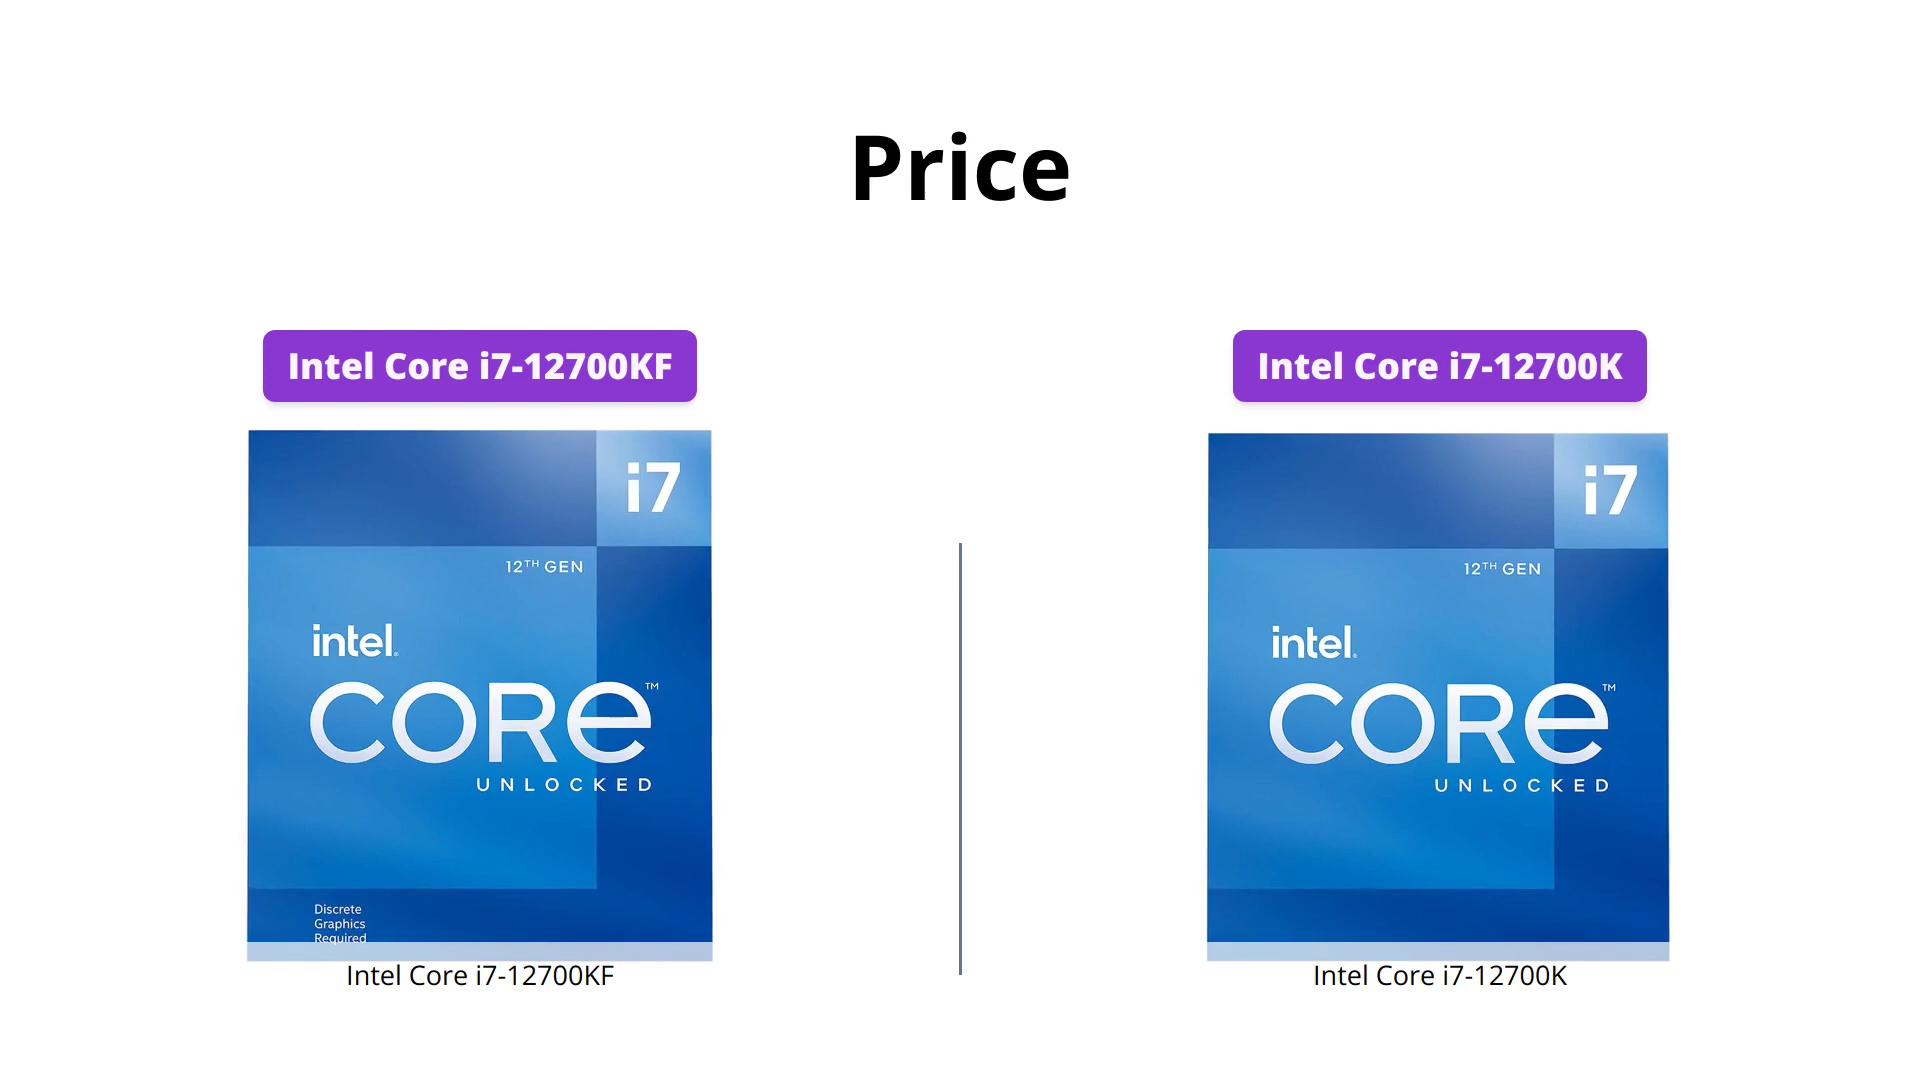 Price
Intel Core i7-12700KF
i7
12TH GEN
intel.
CORE™
UNLOCKED
Discrete
Graphics
Required
Intel Core i7-12700KF
Intel Core i7-12700K
i7
12TH GEN
intel.
CORE™
UNLOCKED
Intel Core i7-12700K